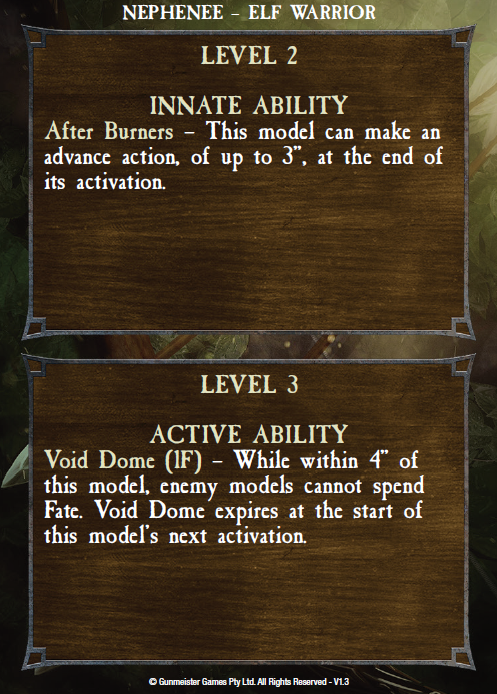 NEPHENEE – ELF WARRIOR
LEVEL 2
INNATE ABILITY
After Burners – This model can make an
advance action, of up to 3", at the end of
its activation.
LEVEL 3
ACTIVE ABILITY
Void Dome (1F) – While within 4" of
this model, enemy models cannot spend
Fate. Void Dome expires at the start of
this model's next activation.
© Gunmeister Games Pty Ltd. All Rights Reserved - V1.3